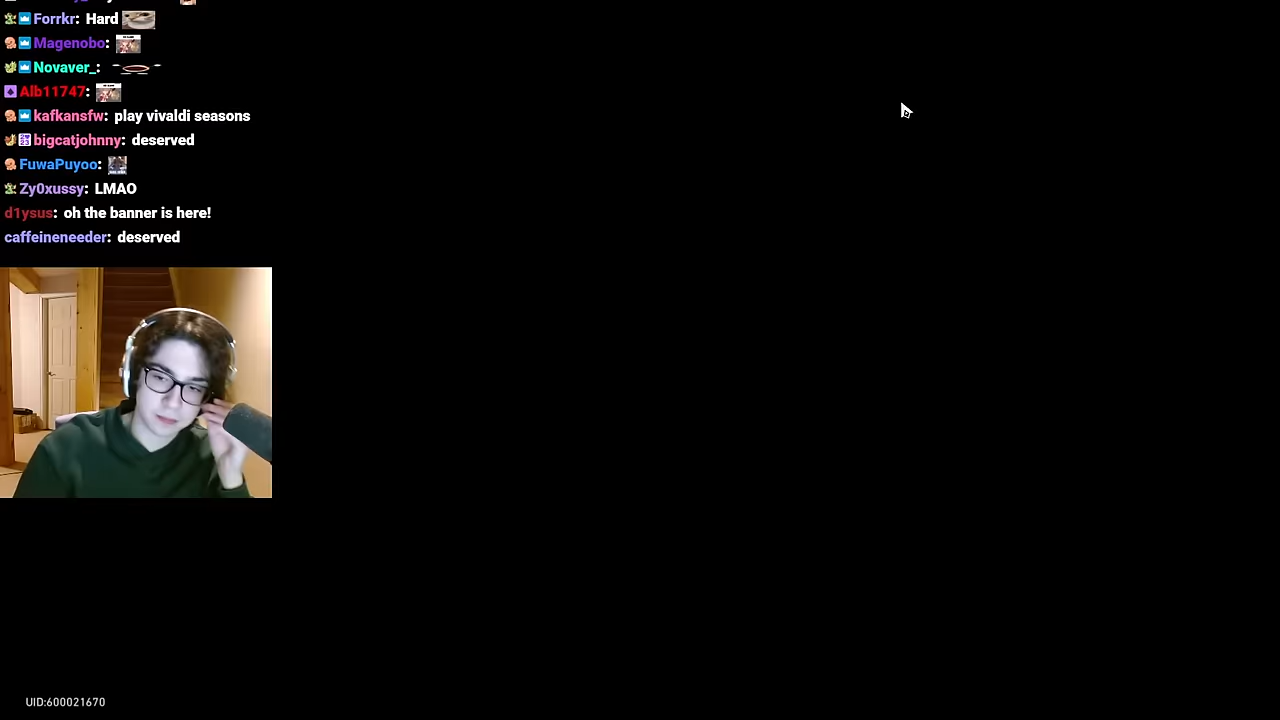 Forrkr: Hard
Magenobo:
Novaver_:
Alb11747:
kafkansfw: play vivaldi seasons
bigcatjohnny: deserved
FuwaPuyoo:
Zy0xussy: LMAO
d1ysus: oh the banner is here!
caffeineneeder: deserved
UID:600021670